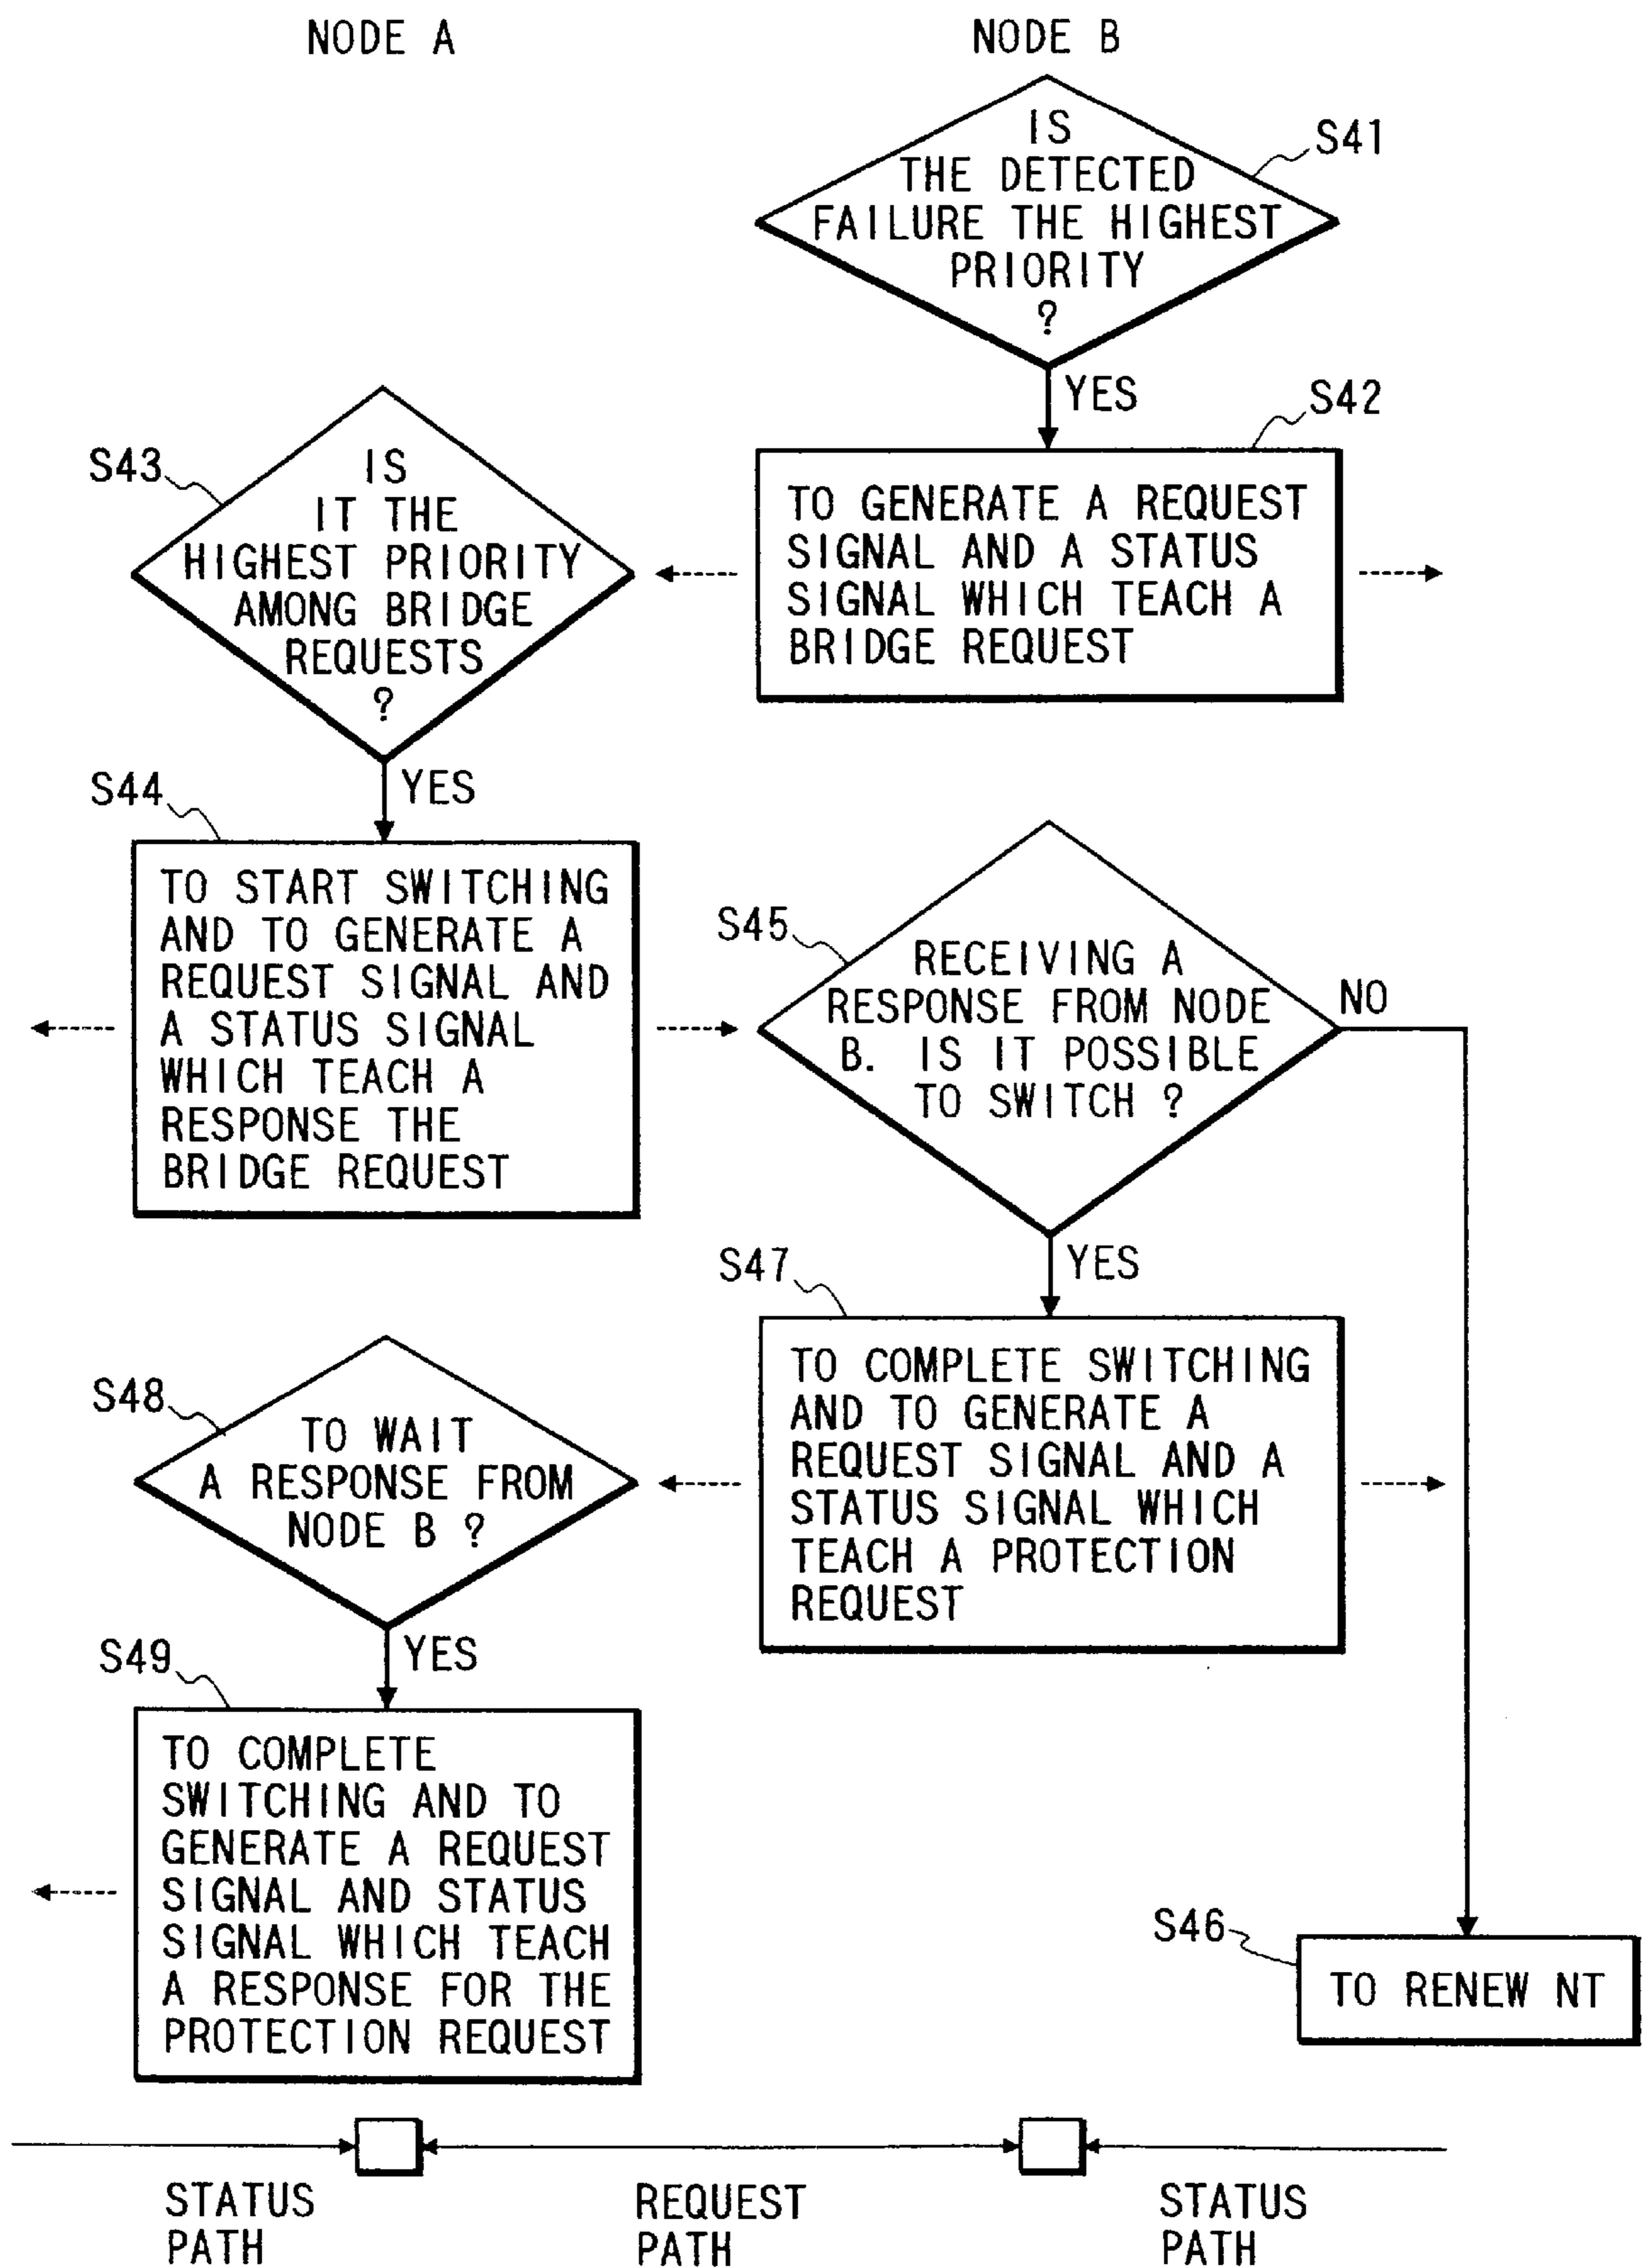 NODE A
NODE B
IS
THE DETECTED
FAILURE THE HIGHEST
PRIORITY
?
S41
YES
S42
TO GENERATE A REQUEST
SIGNAL AND A STATUS
SIGNAL WHICH TEACH A
BRIDGE REQUEST
S43
IS
IT THE
HIGHEST PRIORITY
AMONG BRIDGE
REQUESTS
?
YES
S44
TO START SWITCHING
AND TO GENERATE A
REQUEST SIGNAL AND
A STATUS SIGNAL
WHICH TEACH A
RESPONSE THE
BRIDGE REQUEST
S45
RECEIVING A
RESPONSE FROM NODE
B. IS IT POSSIBLE
TO SWITCH ?
NO
YES
S47
TO COMPLETE SWITCHING
AND TO GENERATE A
REQUEST SIGNAL AND A
STATUS SIGNAL WHICH
TEACH A PROTECTION
REQUEST
S48
TO WAIT
A RESPONSE FROM
NODE B ?
YES
S49
TO COMPLETE
SWITCHING AND TO
GENERATE A REQUEST
SIGNAL AND STATUS
SIGNAL WHICH TEACH
A RESPONSE FOR THE
PROTECTION REQUEST
S46
TO RENEW NT
STATUS
PATH
REQUEST
PATH
STATUS
PATH